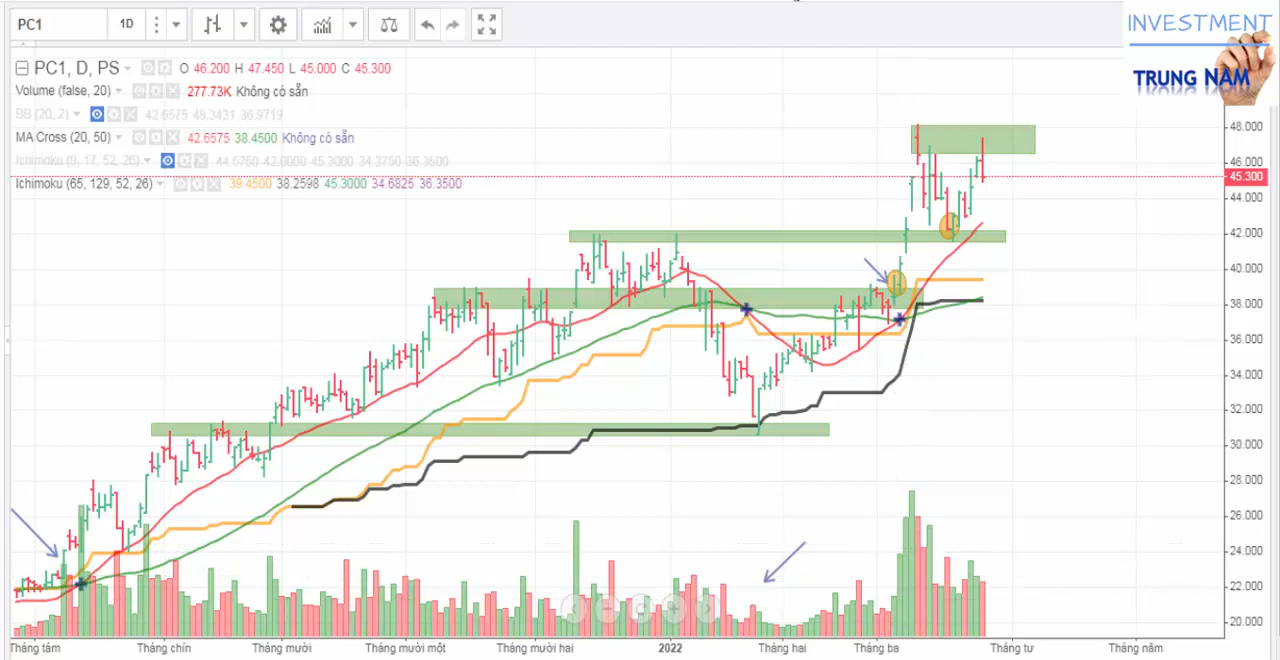 PC1
1D
INVESTMENT
TRUNG NAM
PC1, D, PS
O 46.200 H 47.450 L 45.000 C 45.300
Volume (false, 20)
277.73K Không có sẵn
BB (20, 2)
42.6575 48.3431 36.9719
MA Cross (20, 50)
42.6575 38.4500 Không có sẵn
Ichimoku (9, 17, 52, 26)
44.5750 42.0000 45.3000 34.3750 36.3500
Ichimoku (65, 129, 52, 26)
39.4500 38.2598 45.3000 34.6825 36.3500
48.000
46.000
45.300
44.000
42.000
40.000
38.000
36.000
34.000
32.000
30.000
28.000
26.000
24.000
22.000
20.000
Tháng tám
Tháng chín
Tháng mười
Tháng mười một
Tháng mười hai
2022
Tháng hai
Tháng ba
Tháng tư
Tháng năm